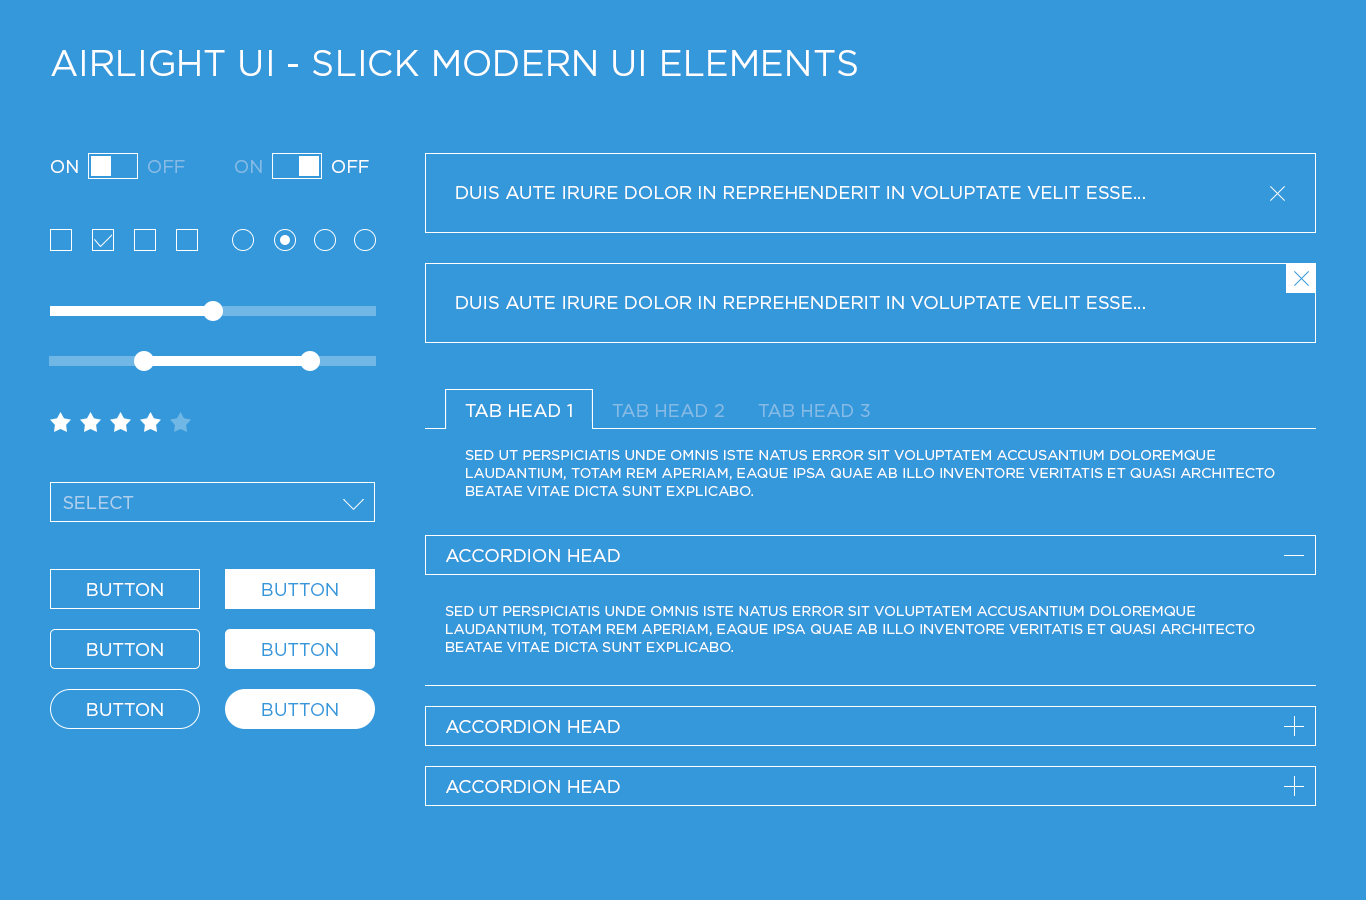 AIRLIGHT UI - SLICK MODERN UI ELEMENTS
ON OFF ON OFF
SELECT
BUTTON BUTTON
BUTTON BUTTON
BUTTON BUTTON
DUIS AUTE IRURE DOLOR IN REPREHENDERIT IN VOLUPTATE VELIT ESSE...
DUIS AUTE IRURE DOLOR IN REPREHENDERIT IN VOLUPTATE VELIT ESSE...
TAB HEAD 1 TAB HEAD 2 TAB HEAD 3
SED UT PERSPICIATIS UNDE OMNIS ISTE NATUS ERROR SIT VOLUPTATEM ACCUSANTIUM DOLOREMQUE
LAUDANTIUM, TOTAM REM APERIAM, EAQUE IPSA QUAE AB ILLO INVENTORE VERITATIS ET QUASI ARCHITECTO
BEATAE VITAE DICTA SUNT EXPLICABO.
ACCORDION HEAD
SED UT PERSPICIATIS UNDE OMNIS ISTE NATUS ERROR SIT VOLUPTATEM ACCUSANTIUM DOLOREMQUE
LAUDANTIUM, TOTAM REM APERIAM, EAQUE IPSA QUAE AB ILLO INVENTORE VERITATIS ET QUASI ARCHITECTO
BEATAE VITAE DICTA SUNT EXPLICABO.
ACCORDION HEAD
ACCORDION HEAD